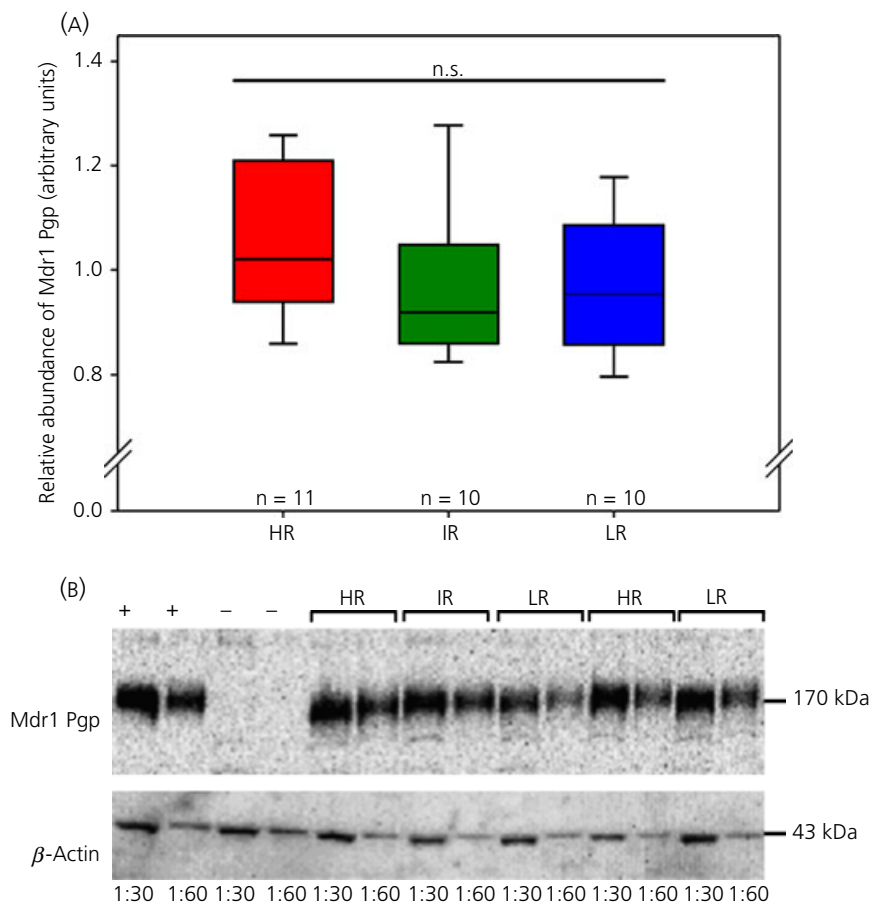 (A)
Relative abundance of Mdr1 Pgp (arbitrary units)
1.4
1.2
1.0
0.8
0.0
n.s.
n = 11 n = 10 n = 10
HR IR LR
(B)
+ + – – HR IR LR HR LR
Mdr1 Pgp
170 kDa
β-Actin
43 kDa
1:30 1:60 1:30 1:60 1:30 1:60 1:30 1:60 1:30 1:60 1:30 1:60 1:30 1:60